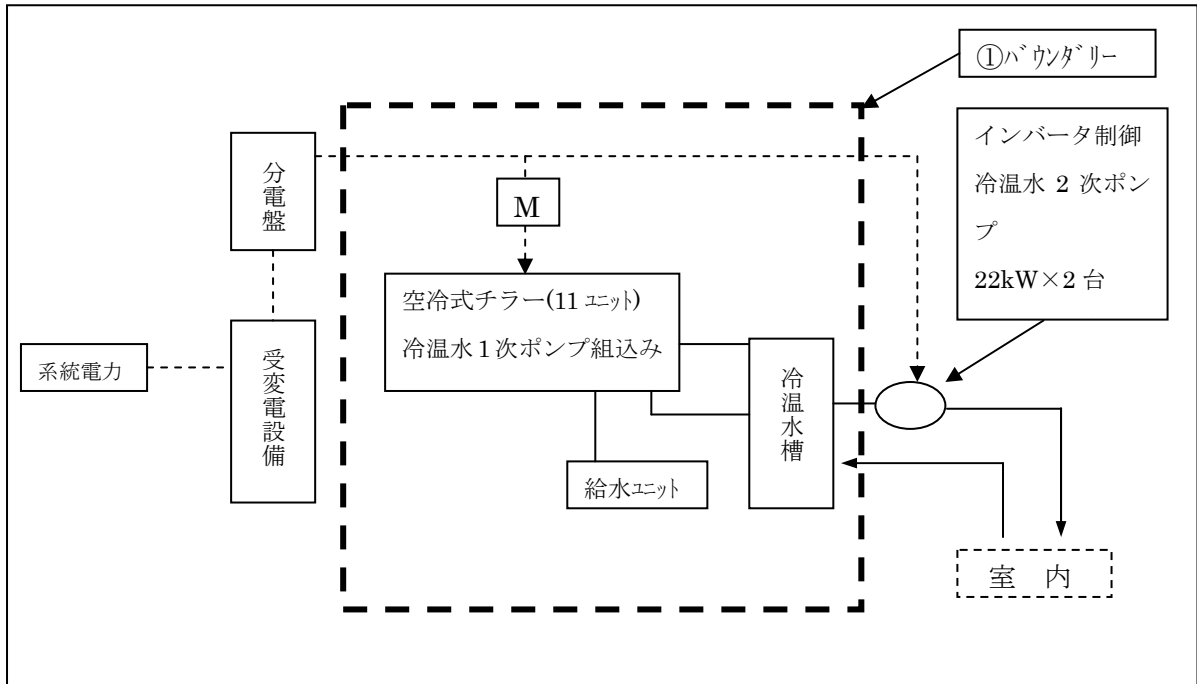 ①バウンダリー
インバータ制御
冷温水 2 次ポン
プ
22kW×2 台
分電盤
M
空冷式チラー(11 ユニット)
冷温水 1 次ポンプ組込み
系統電力
受変電設備
冷温水槽
給水ユニット
室 内